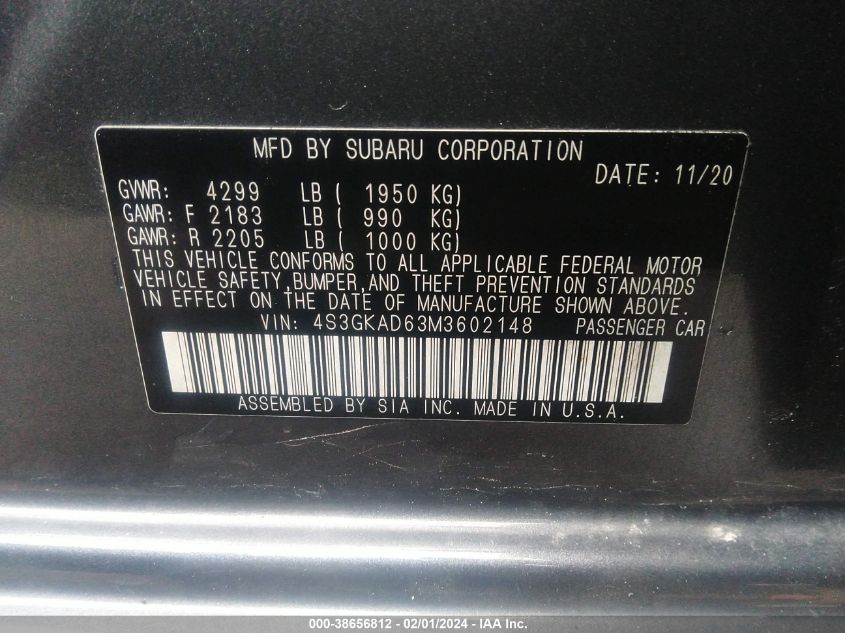 MFD BY SUBARU CORPORATION
DATE: 11/20
GVWR: 4299 LB ( 1950 KG)
GAWR: F 2183 LB ( 990 KG)
GAWR: R 2205 LB ( 1000 KG)
THIS VEHICLE CONFORMS TO ALL APPLICABLE FEDERAL MOTOR
VEHICLE SAFETY,BUMPER,AND THEFT PREVENTION STANDARDS
IN EFFECT ON THE DATE OF MANUFACTURE SHOWN ABOVE.
VIN: 4S3GKAD63M3602148 PASSENGER CAR
ASSEMBLED BY SIA INC. MADE IN U.S.A.
000-38656812 - 02/01/2024 - IAA Inc.